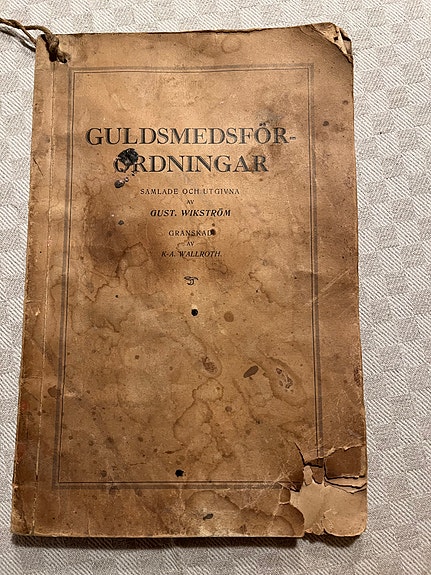 GULDSMEDSFÖR-
ORDNINGAR
SAMLADE OCH UTGIVNA
AV
GUST. WIKSTRÖM
GRANSKADE
AV
K-A. WALLROTH.